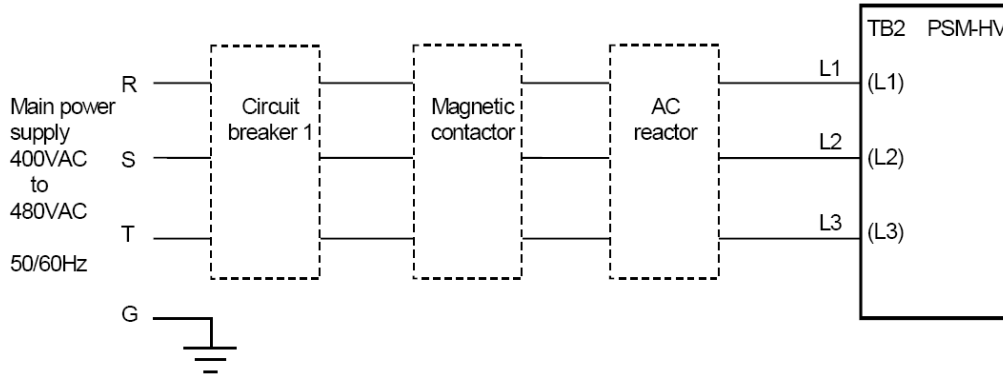 TB2 PSM-HV
R
L1
(L1)
Main power
supply
400VAC
to
480VAC
Circuit
breaker 1
Magnetic
contactor
AC
reactor
S
L2
(L2)
T
L3
(L3)
50/60Hz
G